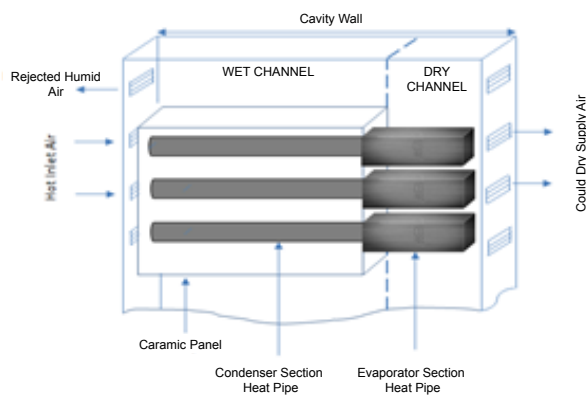 Cavity Wall
WET CHANNEL
DRY
CHANNEL
Rejected Humid
Air
Hot Inlet Air
Could Dry Supply Air
Caramic Panel
Condenser Section
Heat Pipe
Evaporator Section
Heat Pipe